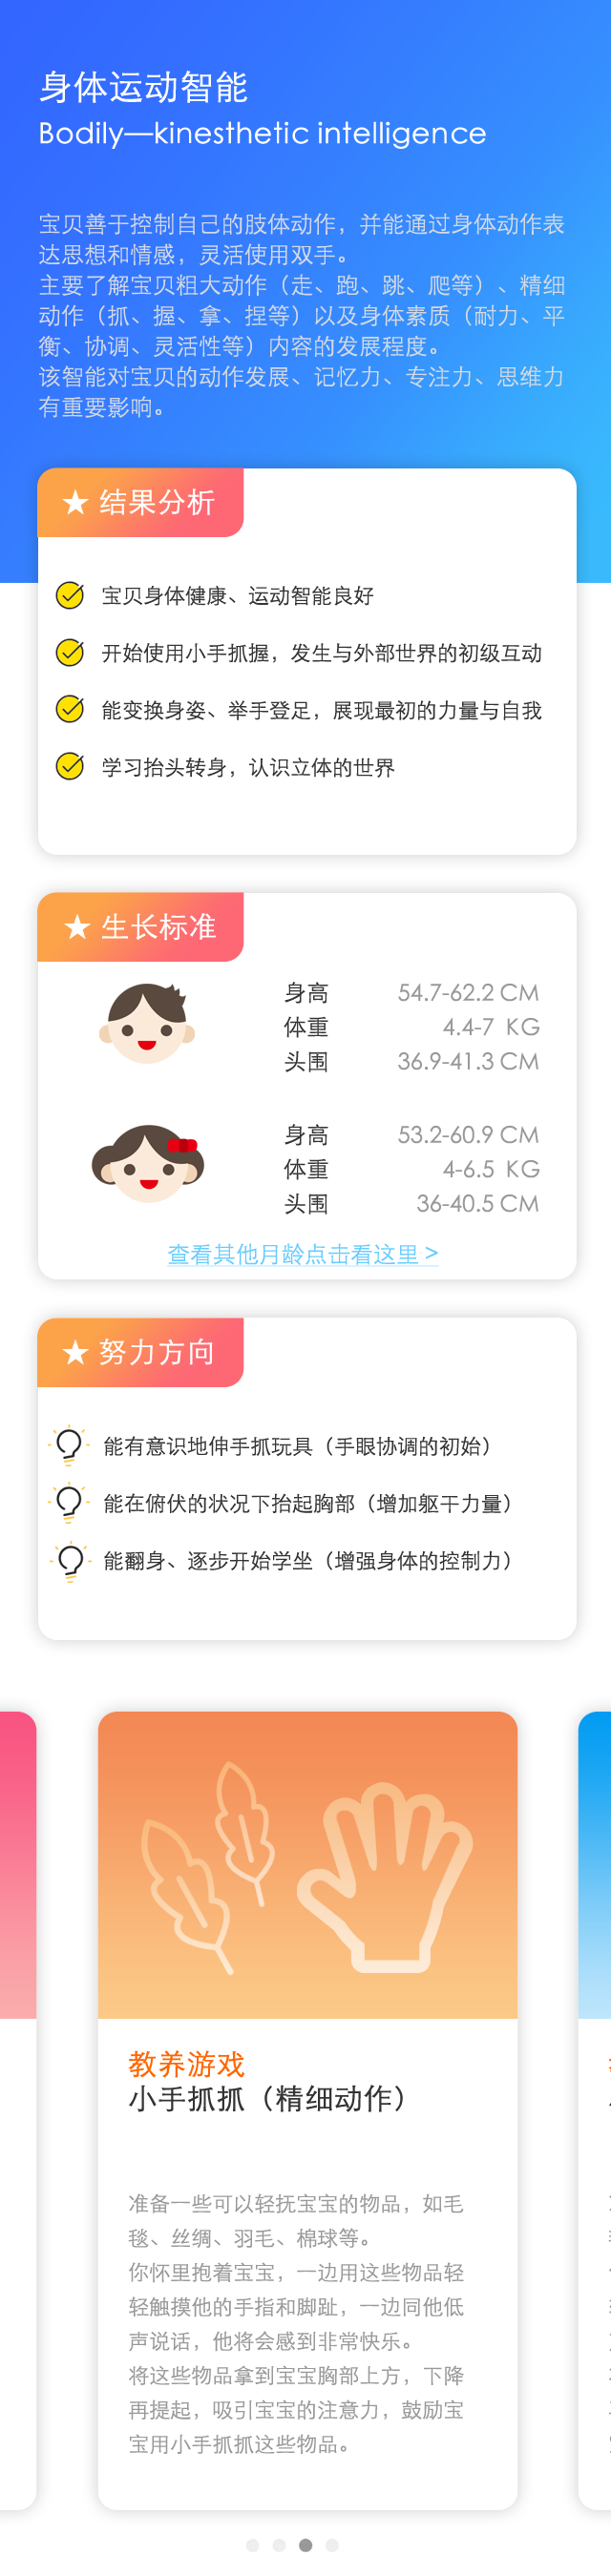 身体运动智能
Bodily—kinesthetic intelligence
宝贝善于控制自己的肢体动作，并能通过身体动作表
达思想和情感，灵活使用双手。
主要了解宝贝粗大动作（走、跑、跳、爬等）、精细
动作（抓、握、拿、捏等）以及身体素质（耐力、平
衡、协调、灵活性等）内容的发展程度。
该智能对宝贝的动作发展、记忆力、专注力、思维力
有重要影响。
★ 结果分析
宝贝身体健康、运动智能良好
开始使用小手抓握，发生与外部世界的初级互动
能变换身姿、举手登足，展现最初的力量与自我
学习抬头转身，认识立体的世界
★ 生长标准
身高 54.7-62.2 CM
体重 4.4-7 KG
头围 36.9-41.3 CM
身高 53.2-60.9 CM
体重 4-6.5 KG
头围 36-40.5 CM
查看其他月龄点击看这里 >
★ 努力方向
能有意识地伸手抓玩具（手眼协调的初始）
能在俯伏的状况下抬起胸部（增加躯干力量）
能翻身、逐步开始学坐（增强身体的控制力）
教养游戏
小手抓抓（精细动作）
准备一些可以轻抚宝宝的物品，如毛
毯、丝绸、羽毛、棉球等。
你怀里抱着宝宝，一边用这些物品轻
轻触摸他的手指和脚趾，一边同他低
声说话，他将会感到非常快乐。
将这些物品拿到宝宝胸部上方，下降
再提起，吸引宝宝的注意力，鼓励宝
宝用小手抓抓这些物品。